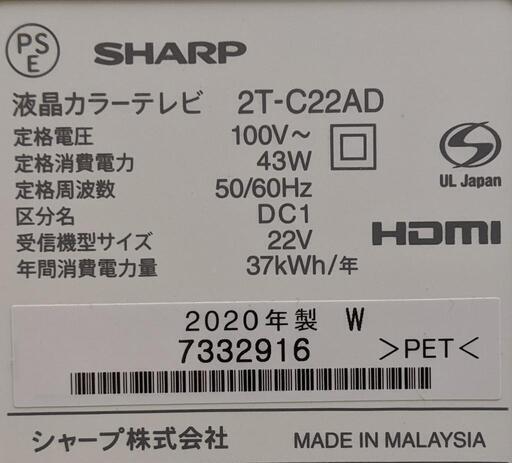 PS
E
SHARP
液晶カラーテレビ 2T-C22AD
定格電圧 100V～
定格消費電力 43W
定格周波数 50/60Hz
区分名 DC1
受信機型サイズ 22V
年間消費電力量 37kWh/年
UL Japan
HDMI
2020年製 W
7332916 >PET<
シャープ株式会社 MADE IN MALAYSIA